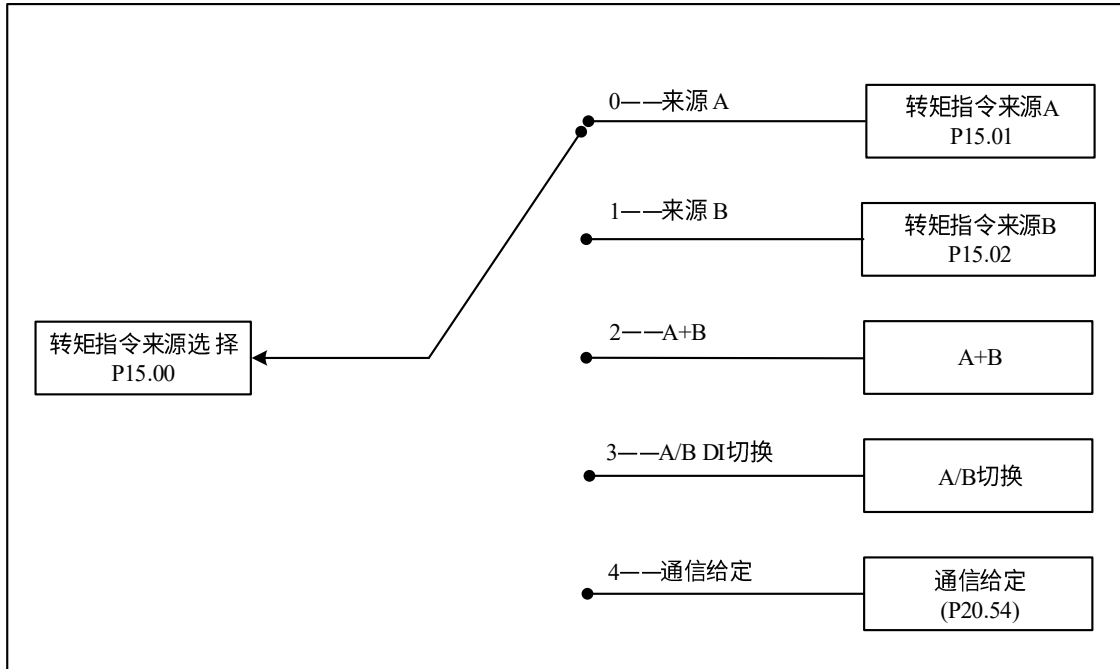 0——来源 A
转矩指令来源A
P15.01
1——来源 B
转矩指令来源B
P15.02
转矩指令来源选 择
P15.00
2——A+B
A+B
3——A/B DI切换
A/B切换
4——通信给定
通信给定
(P20.54)